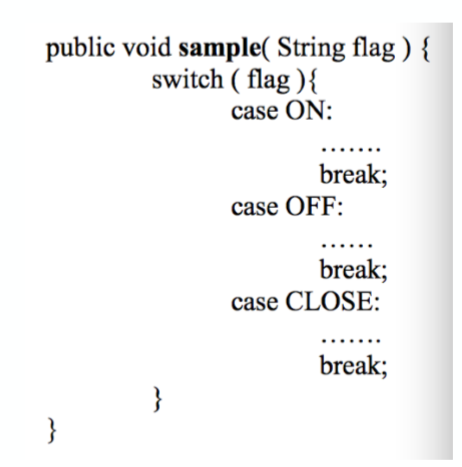 public void sample( String flag ) {
switch ( flag ){
case ON:
.......
break;
case OFF:
......
break;
case CLOSE:
.......
break;
}
}